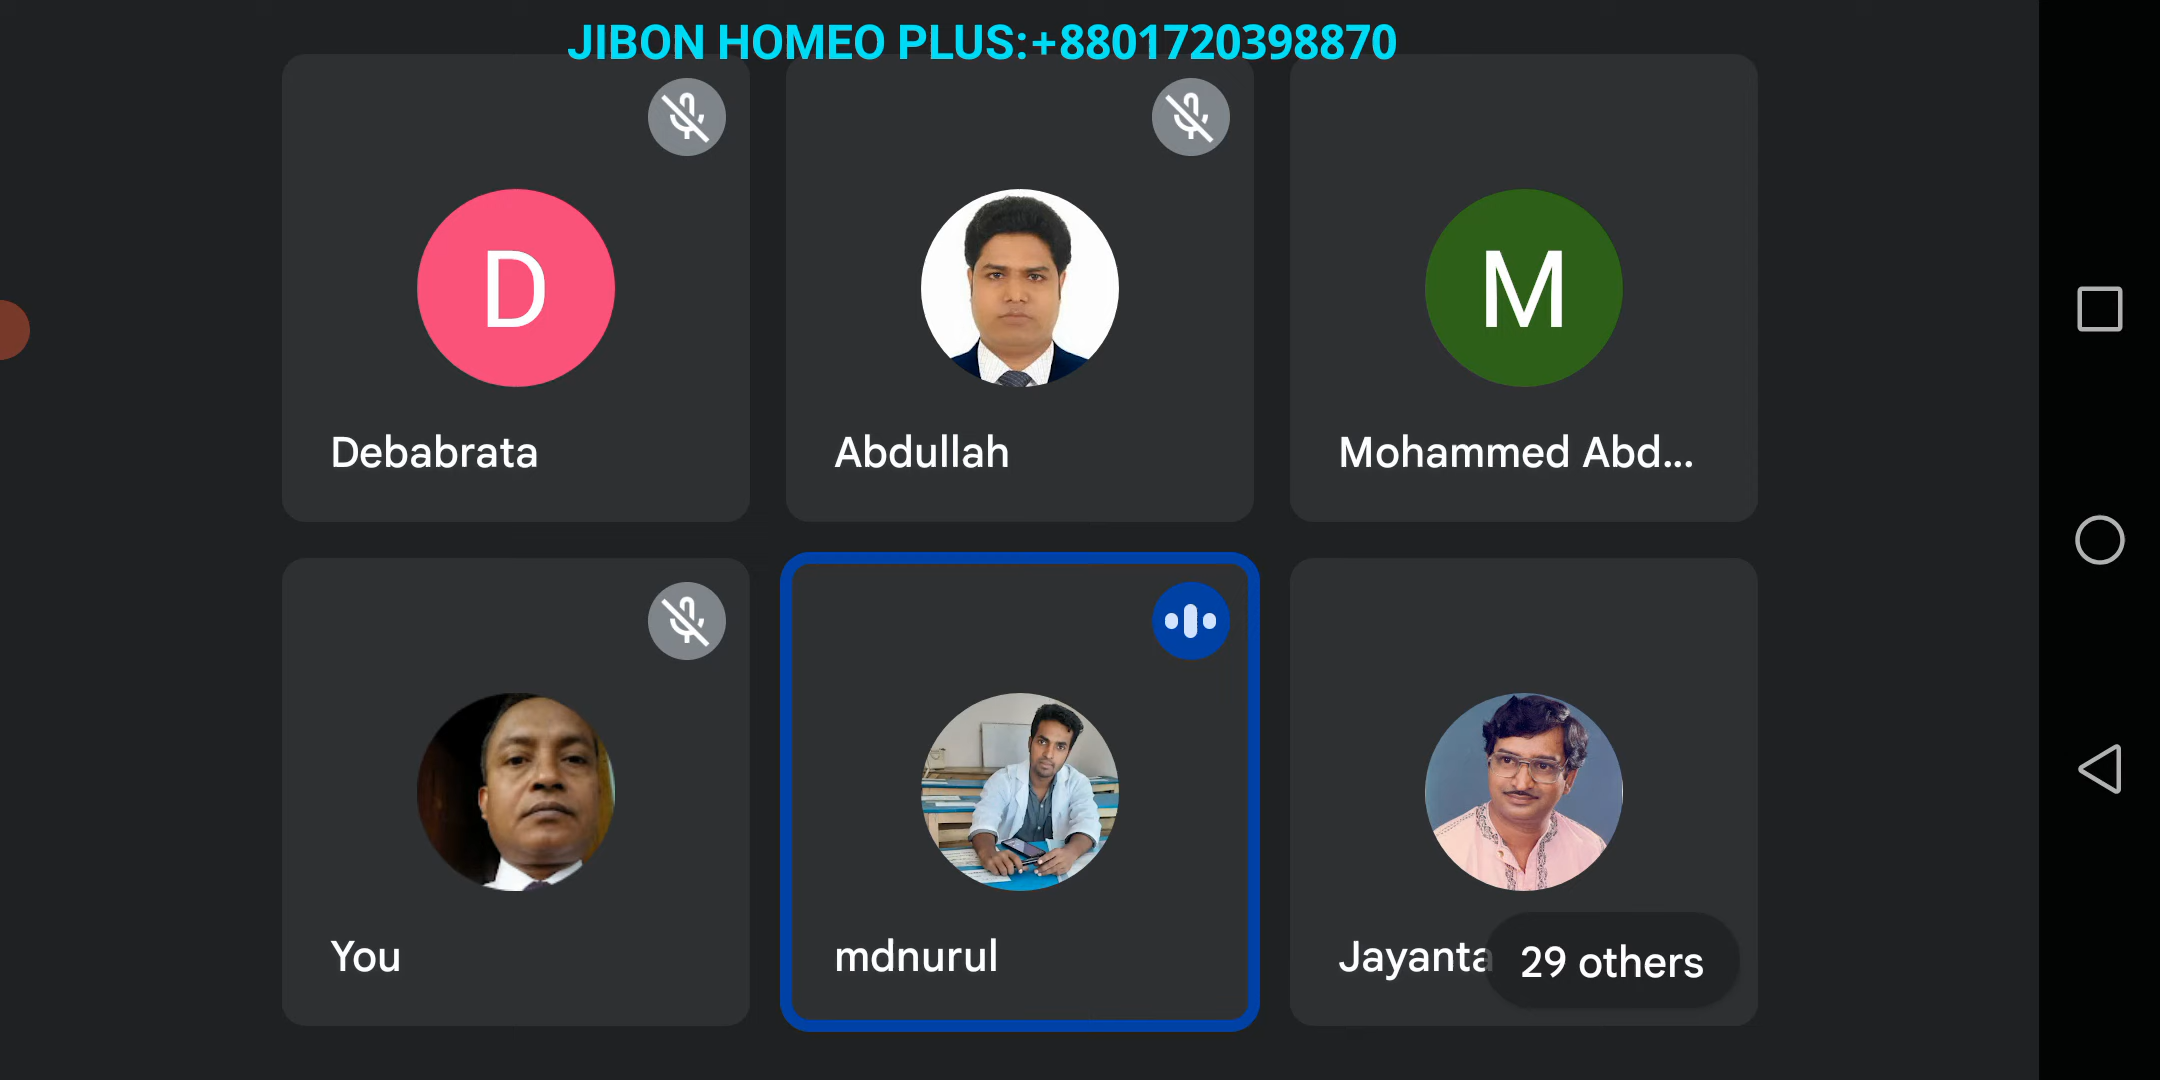 JIBON HOMEO PLUS:+8801720398870
D
M
Debabrata
Abdullah
Mohammed Abd...
You
mdnurul
Jayanta
29 others